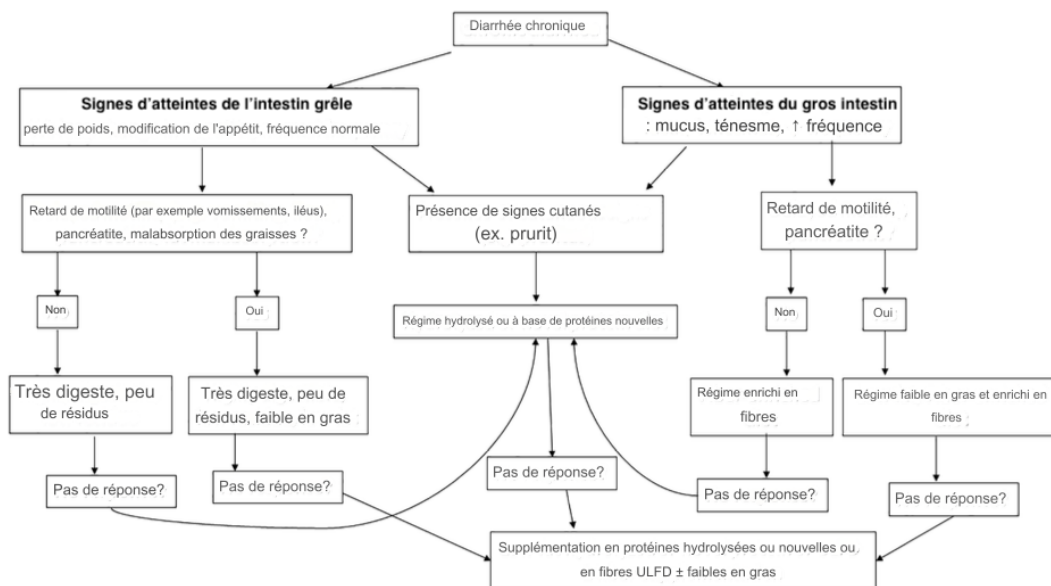 Diarrhée chronique
Signes d'atteintes de l'intestin grêle
perte de poids, modification de l'appétit, fréquence normale
Signes d'atteintes du gros intestin
: mucus, ténesme, ↑ fréquence
Retard de motilité (par exemple vomissements, iléus),
pancréatite, malabsorption des graisses ?
Présence de signes cutanés
(ex. prurit)
Retard de motilité,
pancréatite ?
Non
Oui
Régime hydrolysé ou à base de protéines nouvelles
Non
Oui
Très digeste, peu
de résidus
Très digeste, peu de
résidus, faible en gras
Régime enrichi en
fibres
Régime faible en gras et enrichi en
fibres
Pas de réponse?
Pas de réponse?
Pas de réponse?
Pas de réponse?
Pas de réponse?
Supplémentation en protéines hydrolysées ou nouvelles ou
en fibres ULFD ± faibles en gras